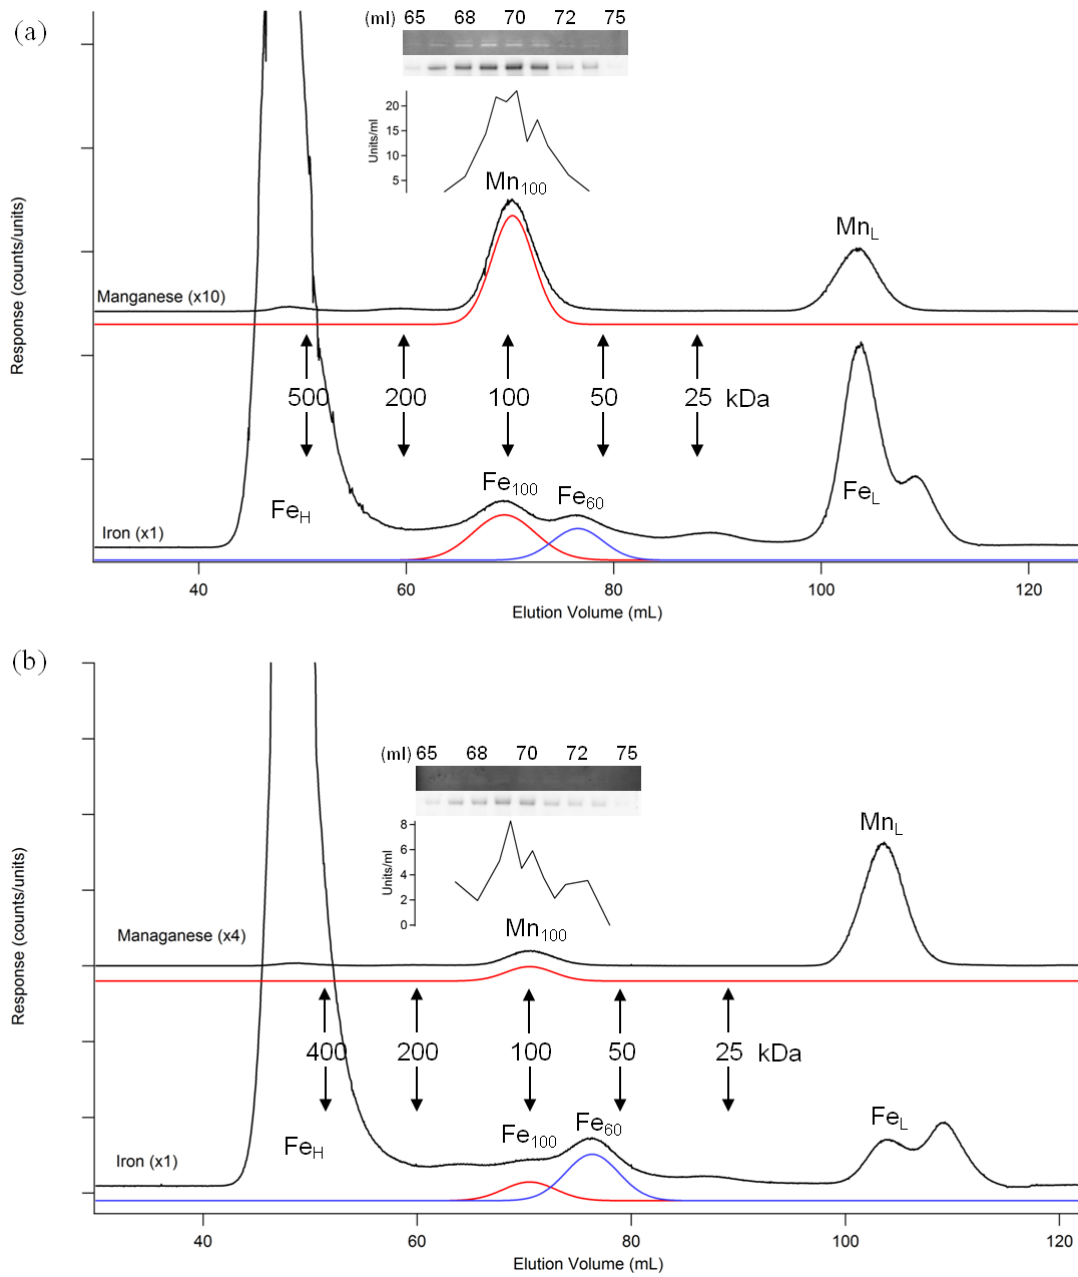 (a)
(ml) 65 68 70 72 75
20
15
10
5
Units/ml
Mn100
MnL
Manganese (x10)
500 200 100 50 25 kDa
FeH
Fe100
Fe60
FeL
Iron (x1)
Response (counts/units)
40 60 80 100 120
Elution Volume (mL)
(b)
(ml) 65 68 70 72 75
8
6
4
2
0
Units/ml
Mn100
MnL
Managanese (x4)
400 200 100 50 25 kDa
FeH
Fe100
Fe60
FeL
Iron (x1)
Response (counts/units)
40 60 80 100 120
Elution Volume (mL)